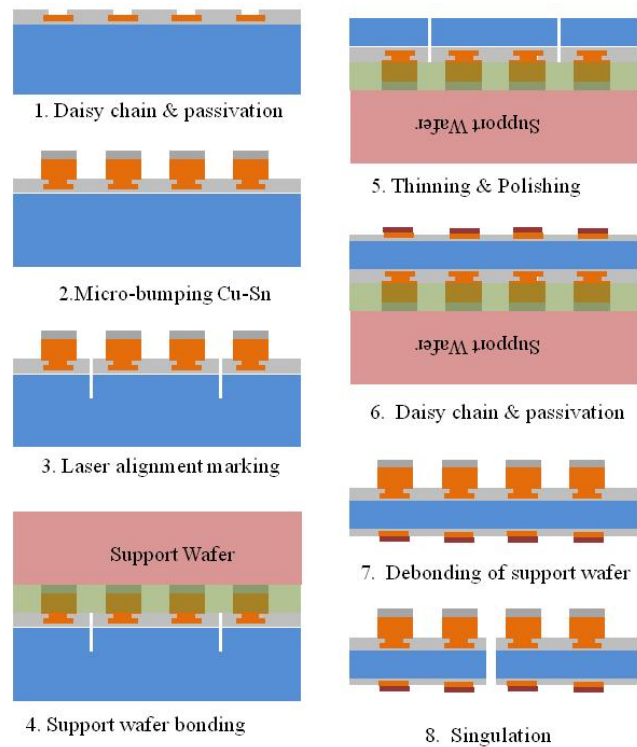 1. Daisy chain & passivation
2.Micro-bumping Cu-Sn
3. Laser alignment marking
Support Wafer
4. Support wafer bonding
Support Wafer
5. Thinning & Polishing
Support Wafer
6. Daisy chain & passivation
7. Debonding of support wafer
8. Singulation